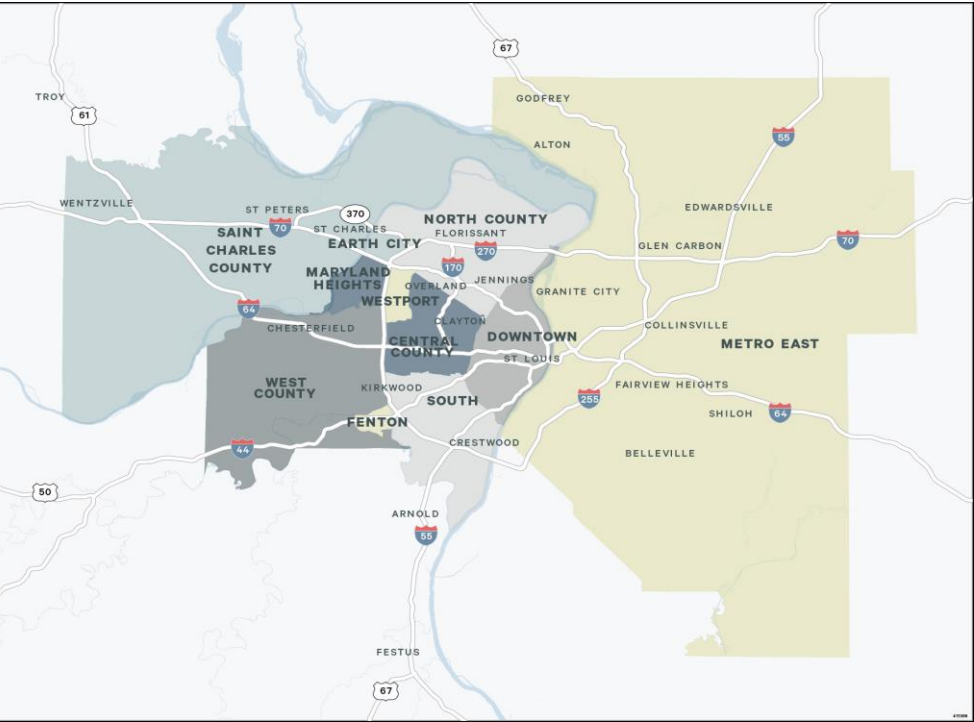 67
TROY
61
GODFREY
55
ALTON
WENTZVILLE
ST PETERS
370
EDWARDSVILLE
70
ST CHARLES
NORTH COUNTY
FLORISSANT
SAINT
CHARLES
COUNTY
EARTH CITY
270
GLEN CARBON
70
170
MARYLAND
HEIGHTS
OVERLAND
JENNINGS
GRANITE CITY
WESTPORT
64
CHESTERFIELD
CLAYTON
COLLINSVILLE
CENTRAL
COUNTY
DOWNTOWN
METRO EAST
ST LOUIS
WEST
COUNTY
KIRKWOOD
SOUTH
FAIRVIEW HEIGHTS
255
SHILOH
64
FENTON
CRESTWOOD
44
BELLEVILLE
50
ARNOLD
55
FESTUS
67